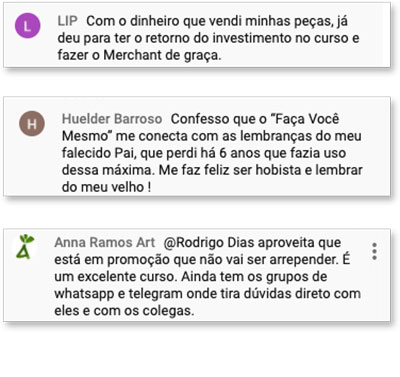 L LIP Com o dinheiro que vendi minhas peças, já
deu para ter o retorno do investimento no curso e
fazer o Merchant de graça.
H Huelder Barroso Confesso que o “Faça Você
Mesmo” me conecta com as lembranças do meu
falecido Pai, que perdi há 6 anos que fazia uso
dessa máxima. Me faz feliz ser hobista e lembrar
do meu velho !
Anna Ramos Art @Rodrigo Dias aproveita que
está em promoção que não vai ser arrepender. É
um excelente curso. Ainda tem os grupos de
whatsapp e telegram onde tira dúvidas direto com
eles e com os colegas.